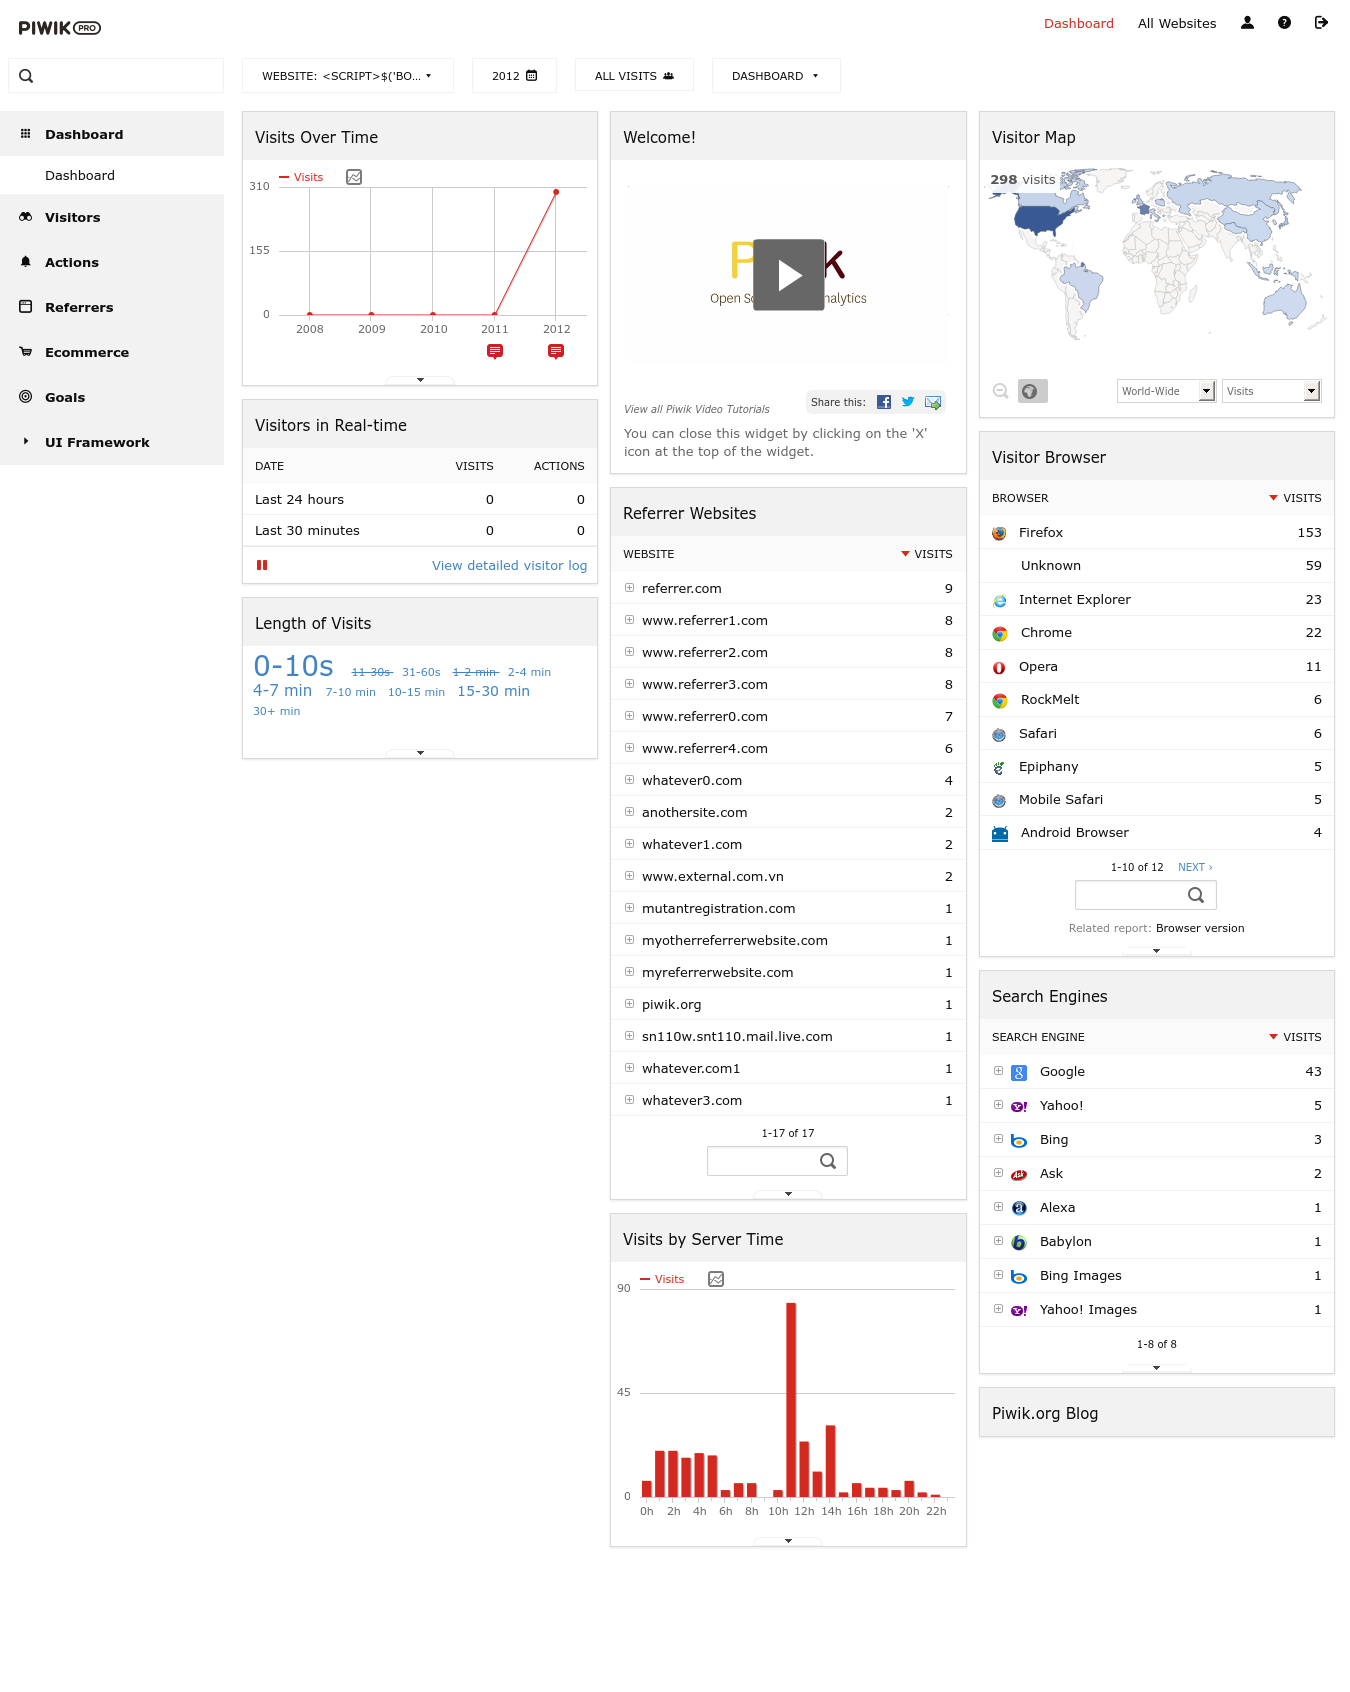 PIWIK PRO
Dashboard All Websites
WEBSITE: <SCRIPT>$('BO... 2012 ALL VISITS DASHBOARD
Dashboard
Dashboard
Visitors
Actions
Referrers
Ecommerce
Goals
UI Framework
Visits Over Time
Visits
310
155
0
2008 2009 2010 2011 2012
Visitors in Real-time
DATE VISITS ACTIONS
Last 24 hours 0 0
Last 30 minutes 0 0
View detailed visitor log
Length of Visits
0-10s 11-30s 31-60s 1-2 min 2-4 min
4-7 min 7-10 min 10-15 min 15-30 min
30+ min
Welcome!
P k
Open Sc nalytics
View all Piwik Video Tutorials
Share this:
You can close this widget by clicking on the 'X'
icon at the top of the widget.
Referrer Websites
WEBSITE VISITS
referrer.com 9
www.referrer1.com 8
www.referrer2.com 8
www.referrer3.com 8
www.referrer0.com 7
www.referrer4.com 6
whatever0.com 4
anothersite.com 2
whatever1.com 2
www.external.com.vn 2
mutantregistration.com 1
myotherreferrerwebsite.com 1
myreferrerwebsite.com 1
piwik.org 1
sn110w.snt110.mail.live.com 1
whatever.com1 1
whatever3.com 1
1-17 of 17
Visits by Server Time
Visits
90
45
0
0h 2h 4h 6h 8h 10h 12h 14h 16h 18h 20h 22h
Visitor Map
298 visits
World-Wide Visits
Visitor Browser
BROWSER VISITS
Firefox 153
Unknown 59
Internet Explorer 23
Chrome 22
Opera 11
RockMelt 6
Safari 6
Epiphany 5
Mobile Safari 5
Android Browser 4
1-10 of 12 NEXT ›
Related report: Browser version
Search Engines
SEARCH ENGINE VISITS
Google 43
Yahoo! 5
Bing 3
Ask 2
Alexa 1
Babylon 1
Bing Images 1
Yahoo! Images 1
1-8 of 8
Piwik.org Blog